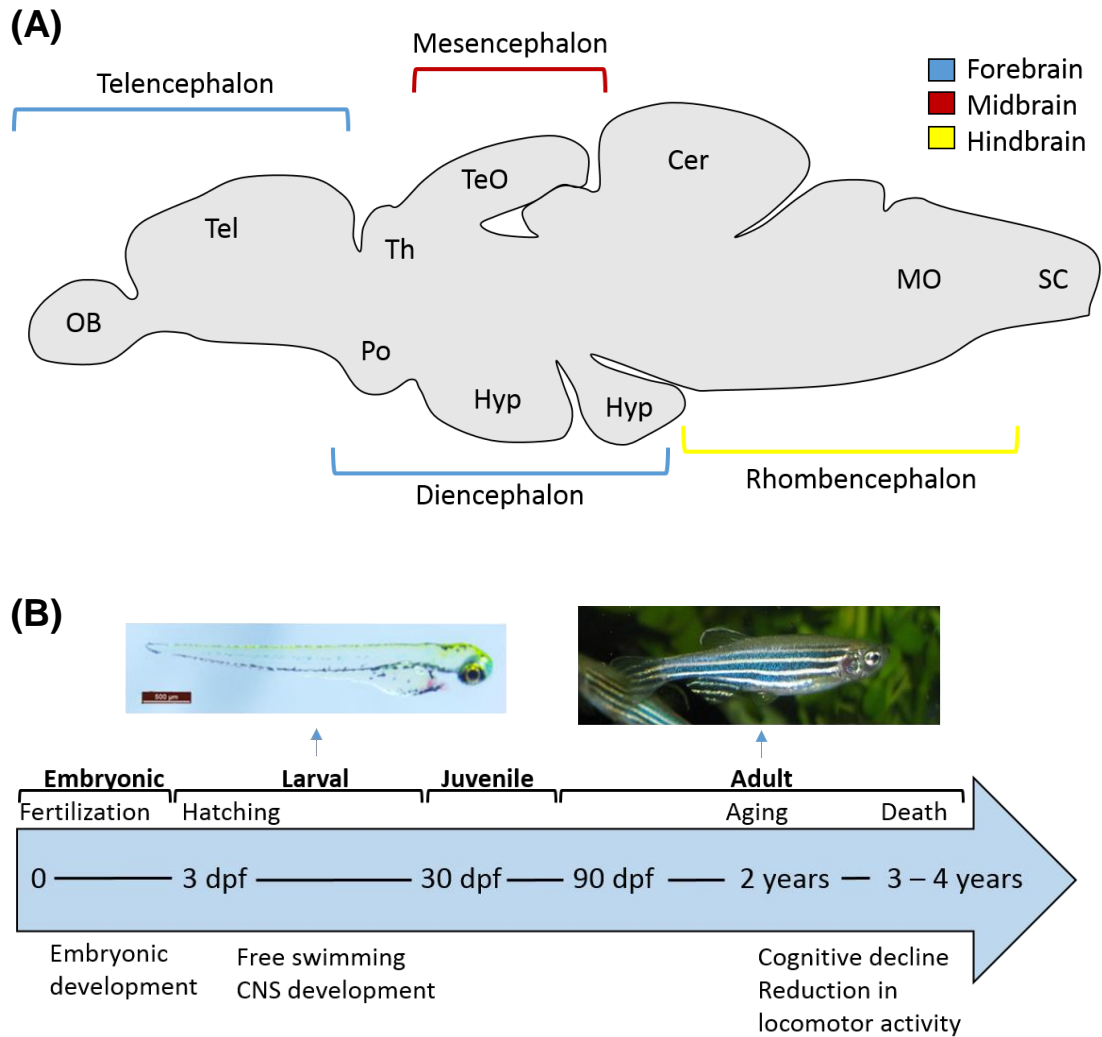 (A)
Mesencephalon
Telencephalon
Forebrain
Midbrain
Hindbrain
Cer
TeO
Tel
Th
MO
SC
OB
Po
Hyp
Hyp
Diencephalon
Rhombencephalon
(B)
500 µm
Embryonic
Larval
Juvenile
Adult
Fertilization
Hatching
Aging
Death
0
3 dpf
30 dpf
90 dpf
2 years
3 – 4 years
Embryonic
development
Free swimming
CNS development
Cognitive decline
Reduction in
locomotor activity